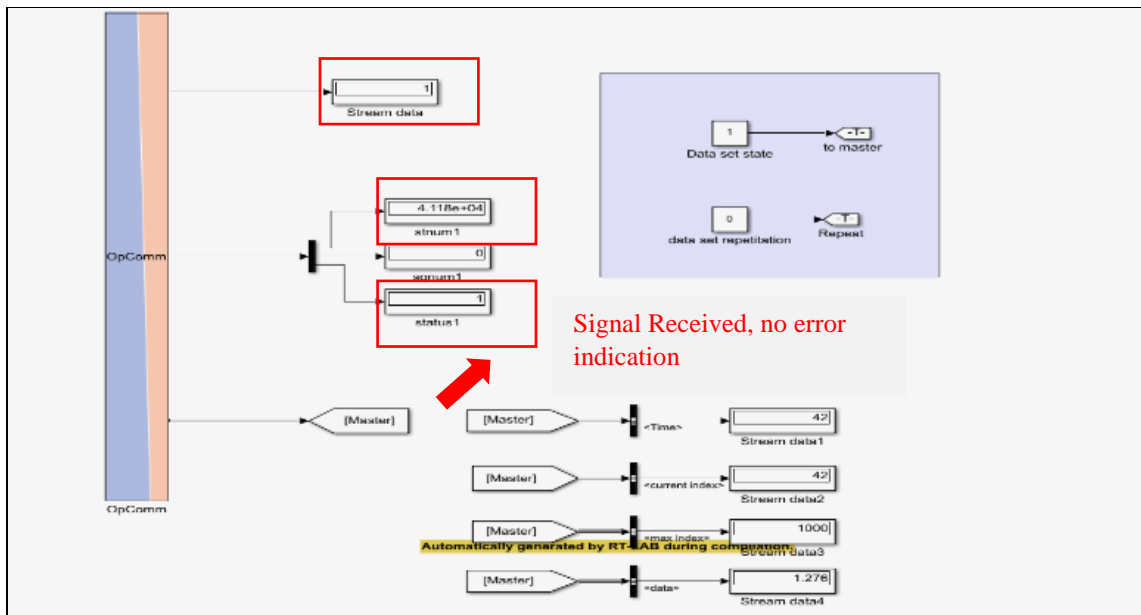 1
Stream data
1
-T-
Data set state
to master
4.118e+04
stnum1
0
-T-
data set repetitation
Repeat
OpComm
0
sqnum1
1
status1
Signal Received, no error
indication
[Master]
[Master]
<Time>
42
Stream data1
[Master]
<current index>
42
Stream data2
[Master]
<max index>
1000
Automatically generated by RT-LAB during compilation.
Stream data3
[Master]
<data>
1.276
Stream data4
OpComm